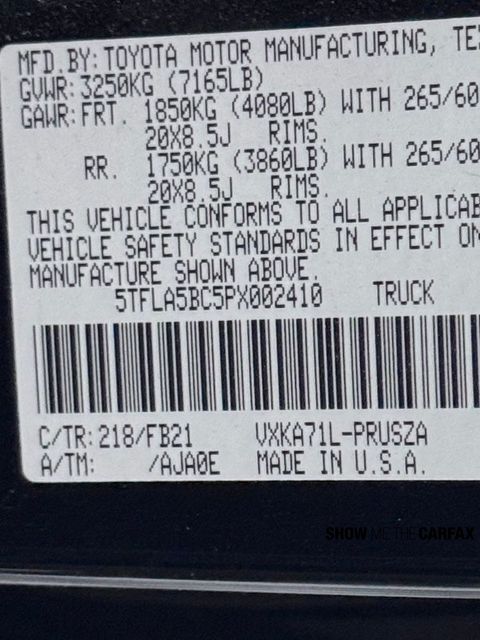 MFD.BY: TOYOTA MOTOR MANUFACTURING,
GVWR: 3250KG (7165LB)
GAWR: FRT. 1850KG (4080LB) WITH 265/60
20X8.5J RIMS.
RR. 1750KG (3860LB) WITH 265/60
20X8.5J RIMS.
THIS VEHICLE CONFORMS TO ALL APPLICAB
VEHICLE SAFETY STANDARDS IN EFFECT ON
MANUFACTURE SHOWN ABOVE.
5TFLA5BC5PX002410 TRUCK
C/TR: 218/FB21 VXKA71L-PRUSZA
A/TM: /AJA0E MADE IN U.S.A.
SHOW ME THE CARFAX